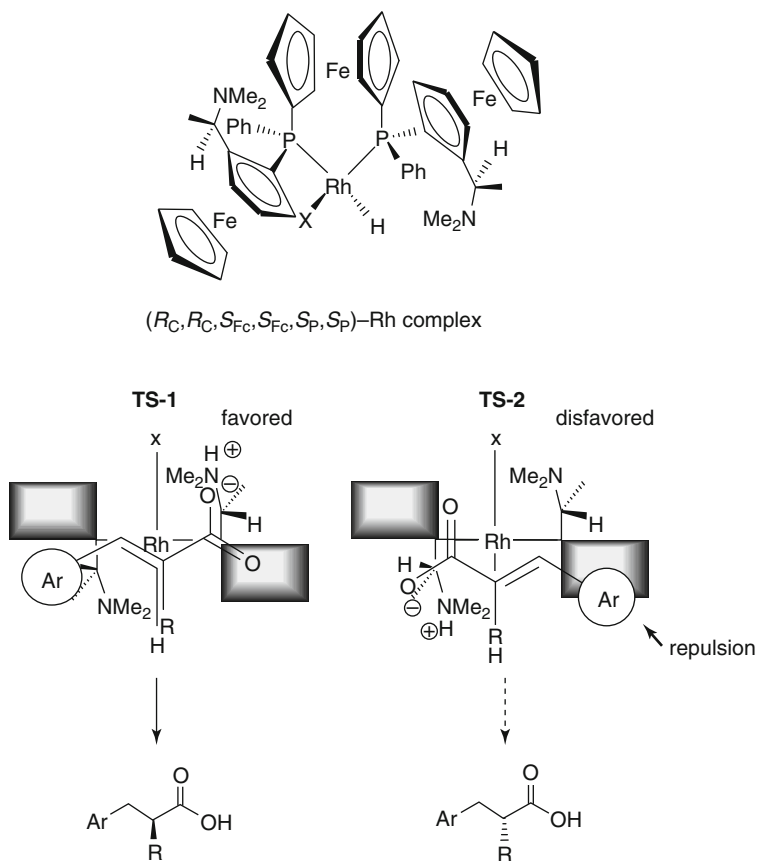 Fe
Fe
NMe2
Ph
P
P
H
H
Ph
Rh
Fe
X
H
Me2N
(RC,RC,SFc,SFc,SP,SP)–Rh complex
TS-1
favored
TS-2
disfavored
x
x
H ⊕
Me2N
⊖
Me2N
O
H
O
H
Rh
Rh
Ar
O
H
O
⊖
NMe2
NMe2
Ar
R
⊕H
R
H
H
repulsion
O
O
Ar
OH
Ar
OH
R
R